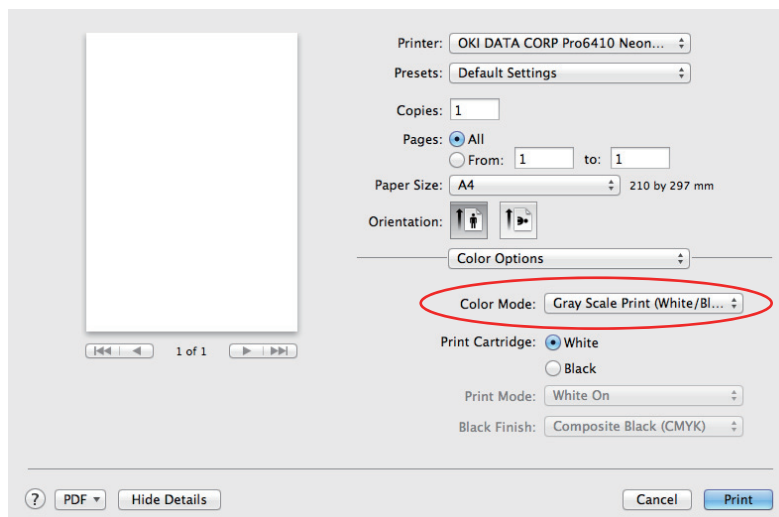 Printer: OKI DATA CORP Pro6410 Neon...
Presets: Default Settings
Copies: 1
Pages: All
From: 1 to: 1
Paper Size: A4 210 by 297 mm
Orientation:
Color Options
Color Mode: Gray Scale Print (White/Bl...
1 of 1
Print Cartridge: White
Black
Print Mode: White On
Black Finish: Composite Black (CMYK)
? PDF Hide Details Cancel Print